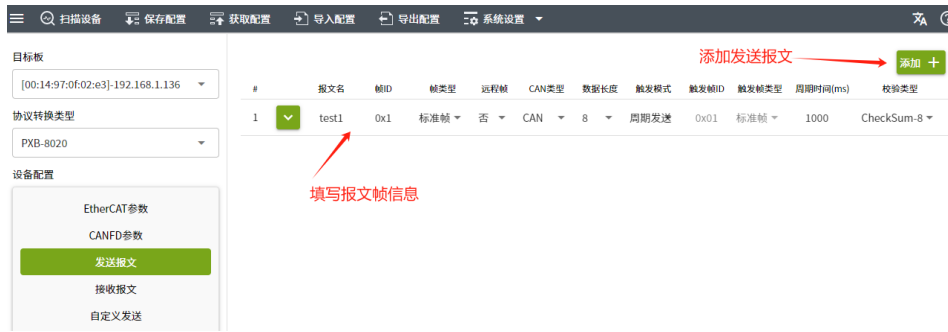 扫描设备 保存配置 获取配置 导入配置 导出配置 系统设置
目标板
[00:14:97:0f:02:e3]-192.168.1.136
协议转换类型
PXB-8020
设备配置
EtherCAT参数
CANFD参数
发送报文
接收报文
自定义发送
添加发送报文
添加 +
# 报文名 帧ID 帧类型 远程帧 CAN类型 数据长度 触发模式 触发帧ID 触发帧类型 周期时间(ms) 校验类型
1 test1 0x1 标准帧 否 CAN 8 周期发送 0x01 标准帧 1000 CheckSum-8
填写报文帧信息